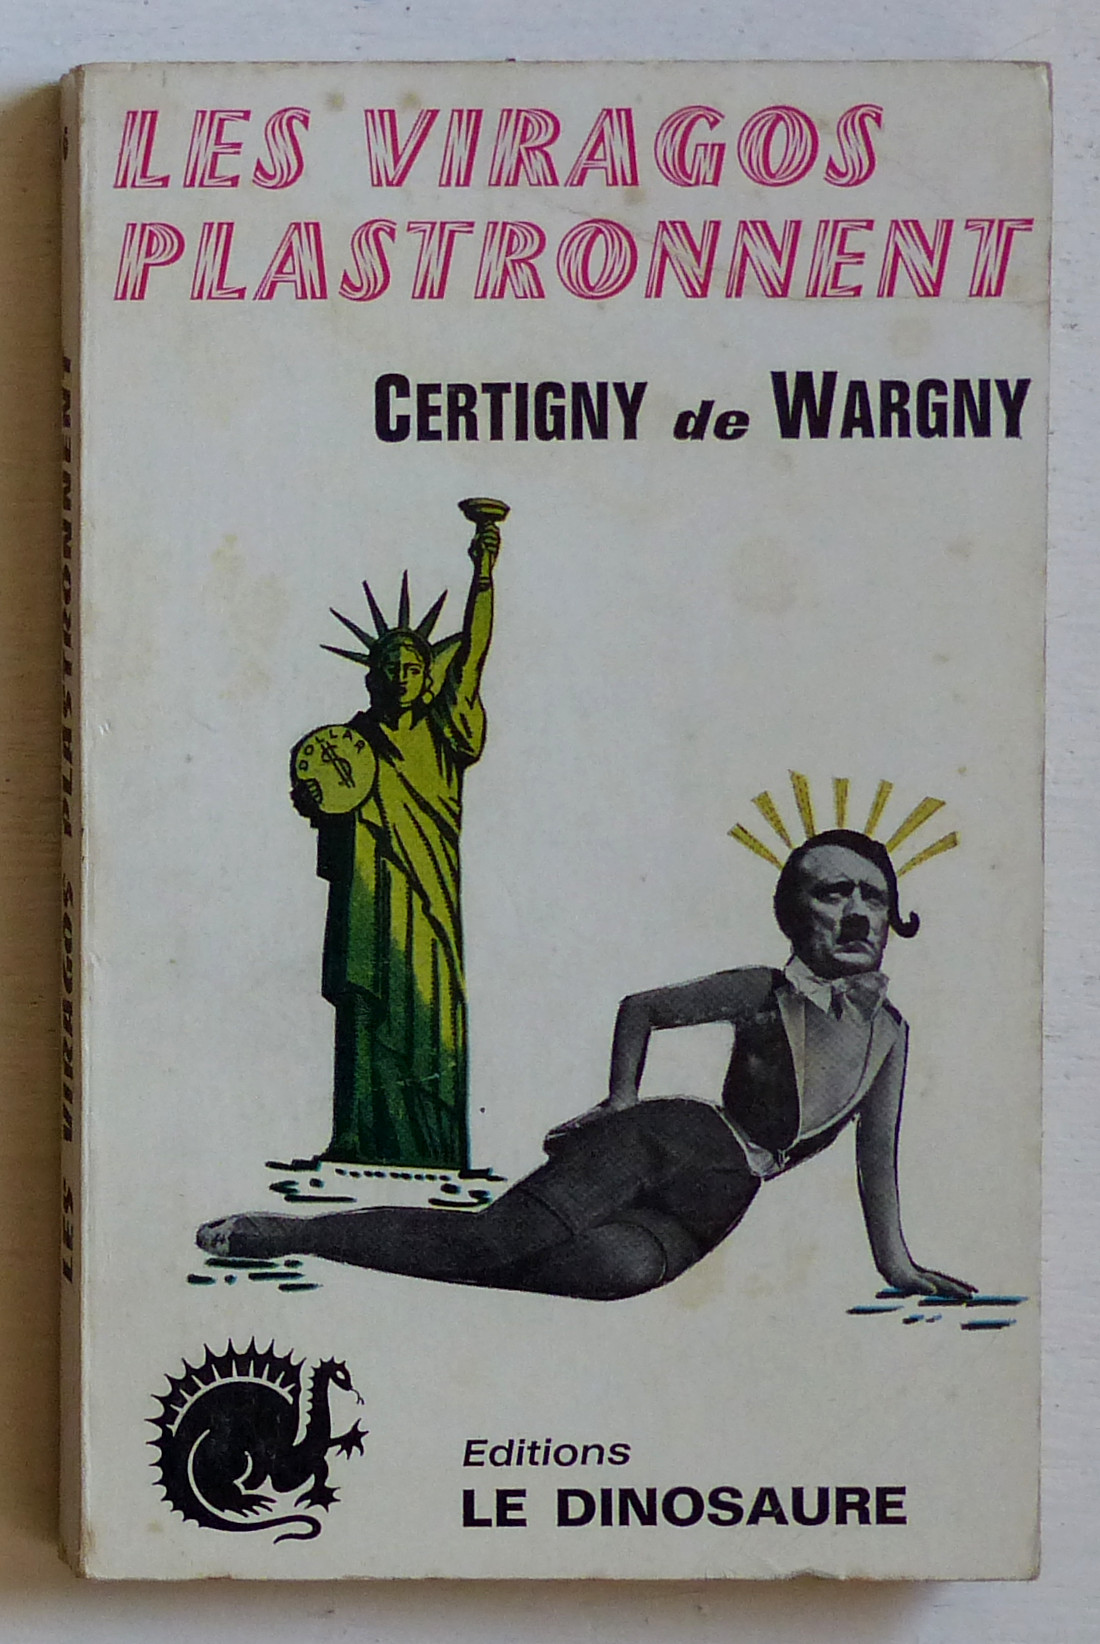 LES VIRAGOS
PLASTRONNENT
CERTIGNY de WARGNY
DOLLAR
$
Editions
LE DINOSAURE
LES VIRAGOS PLASTRONNENT